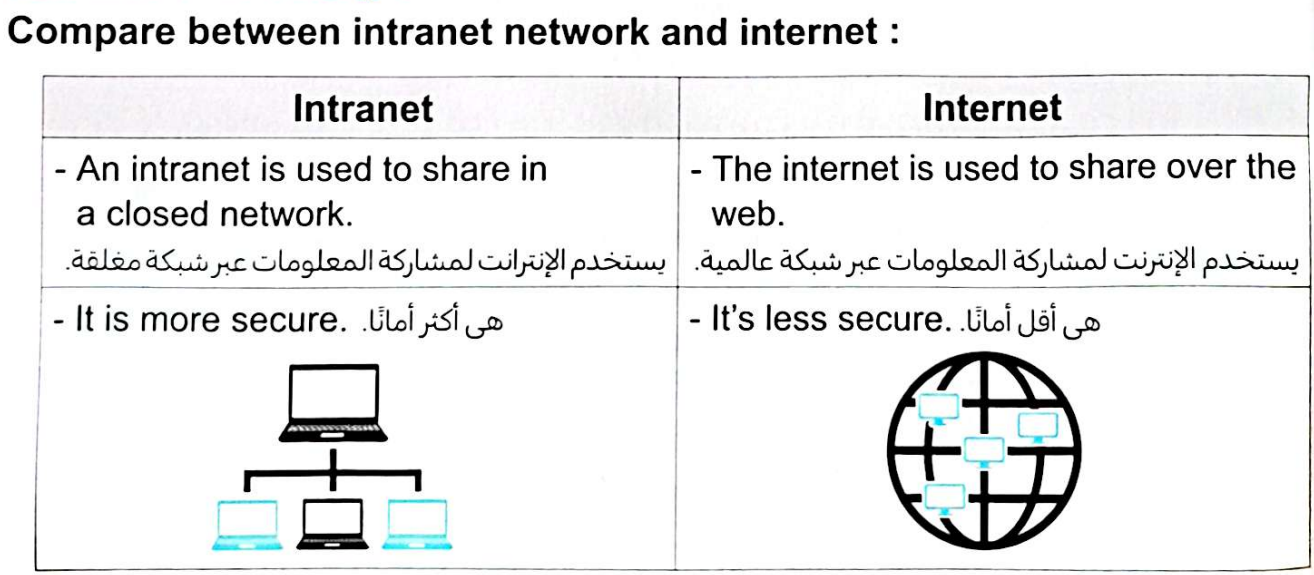 Compare between intranet network and internet :
Intranet
Internet
- An intranet is used to share in
a closed network.
يستخدم الإنترانت لمشاركة المعلومات عبر شبكة مغلقة.
- The internet is used to share over the
web.
يستخدم الإنترنت لمشاركة المعلومات عبر شبكة عالمية.
- It is more secure. هى أكثر أمانًا.
- It's less secure. هى أقل أمانًا.